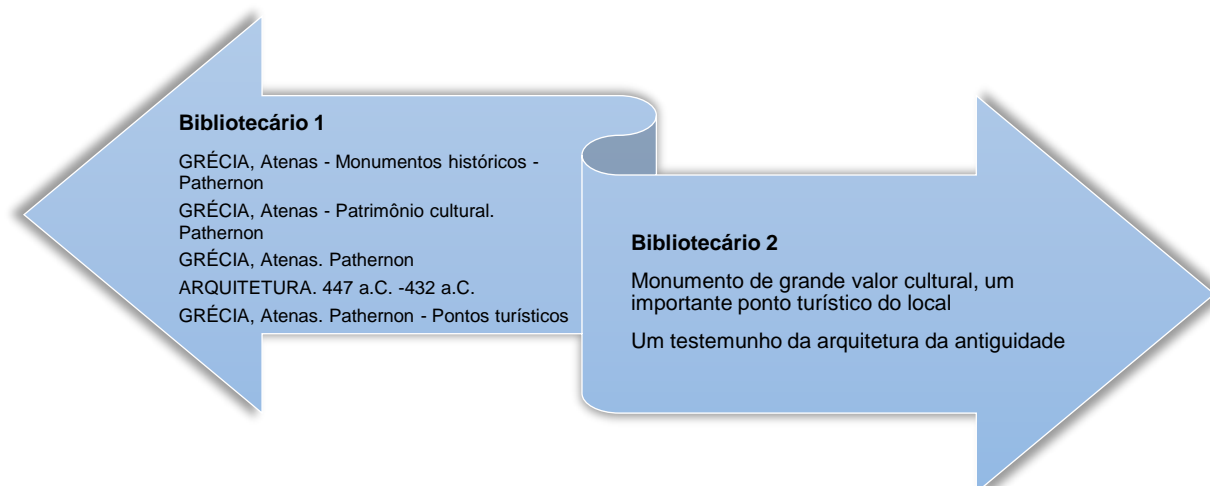 Bibliotecário 1
GRÉCIA, Atenas - Monumentos históricos -
Pathernon
GRÉCIA, Atenas - Patrimônio cultural.
Pathernon
GRÉCIA, Atenas. Pathernon
ARQUITETURA. 447 a.C. -432 a.C.
GRÉCIA, Atenas. Pathernon - Pontos turísticos
Bibliotecário 2
Monumento de grande valor cultural, um
importante ponto turístico do local
Um testemunho da arquitetura da antiguidade